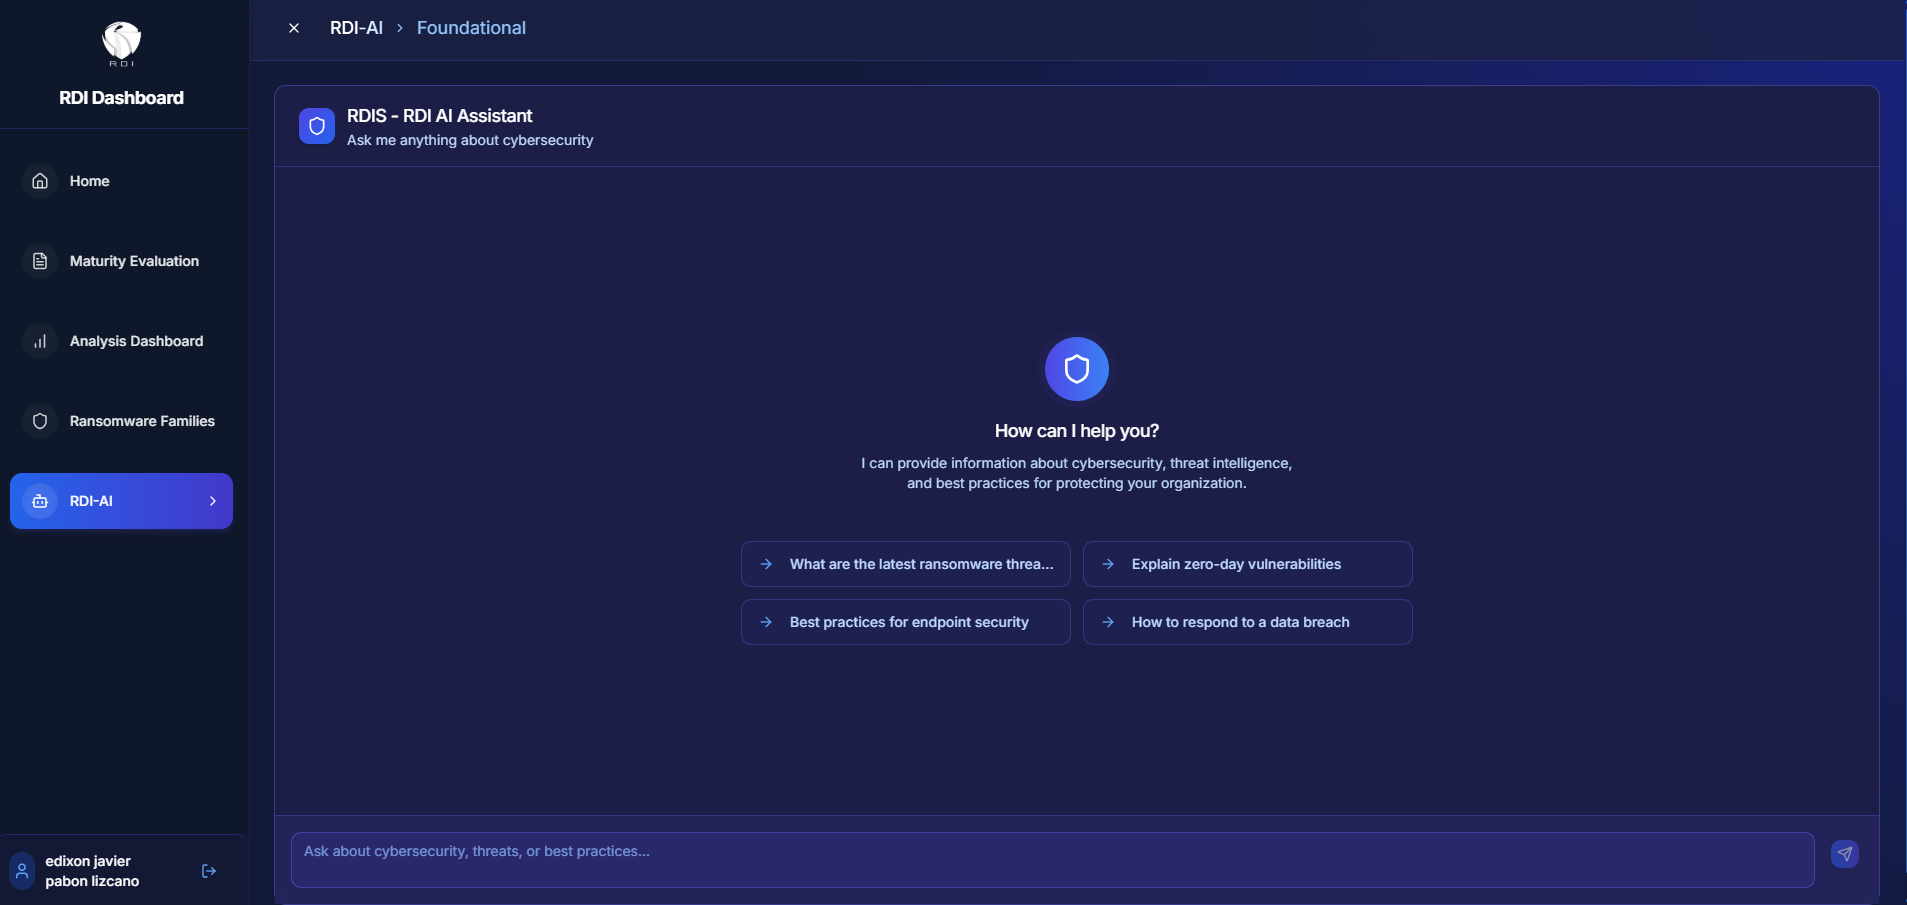 RDI
RDI Dashboard
Home
Maturity Evaluation
Analysis Dashboard
Ransomware Families
RDI-AI
edixon javier
pabon lizcano
RDI-AI > Foundational
RDIS - RDI AI Assistant
Ask me anything about cybersecurity
How can I help you?
I can provide information about cybersecurity, threat intelligence,
and best practices for protecting your organization.
What are the latest ransomware threa...
Explain zero-day vulnerabilities
Best practices for endpoint security
How to respond to a data breach
Ask about cybersecurity, threats, or best practices...